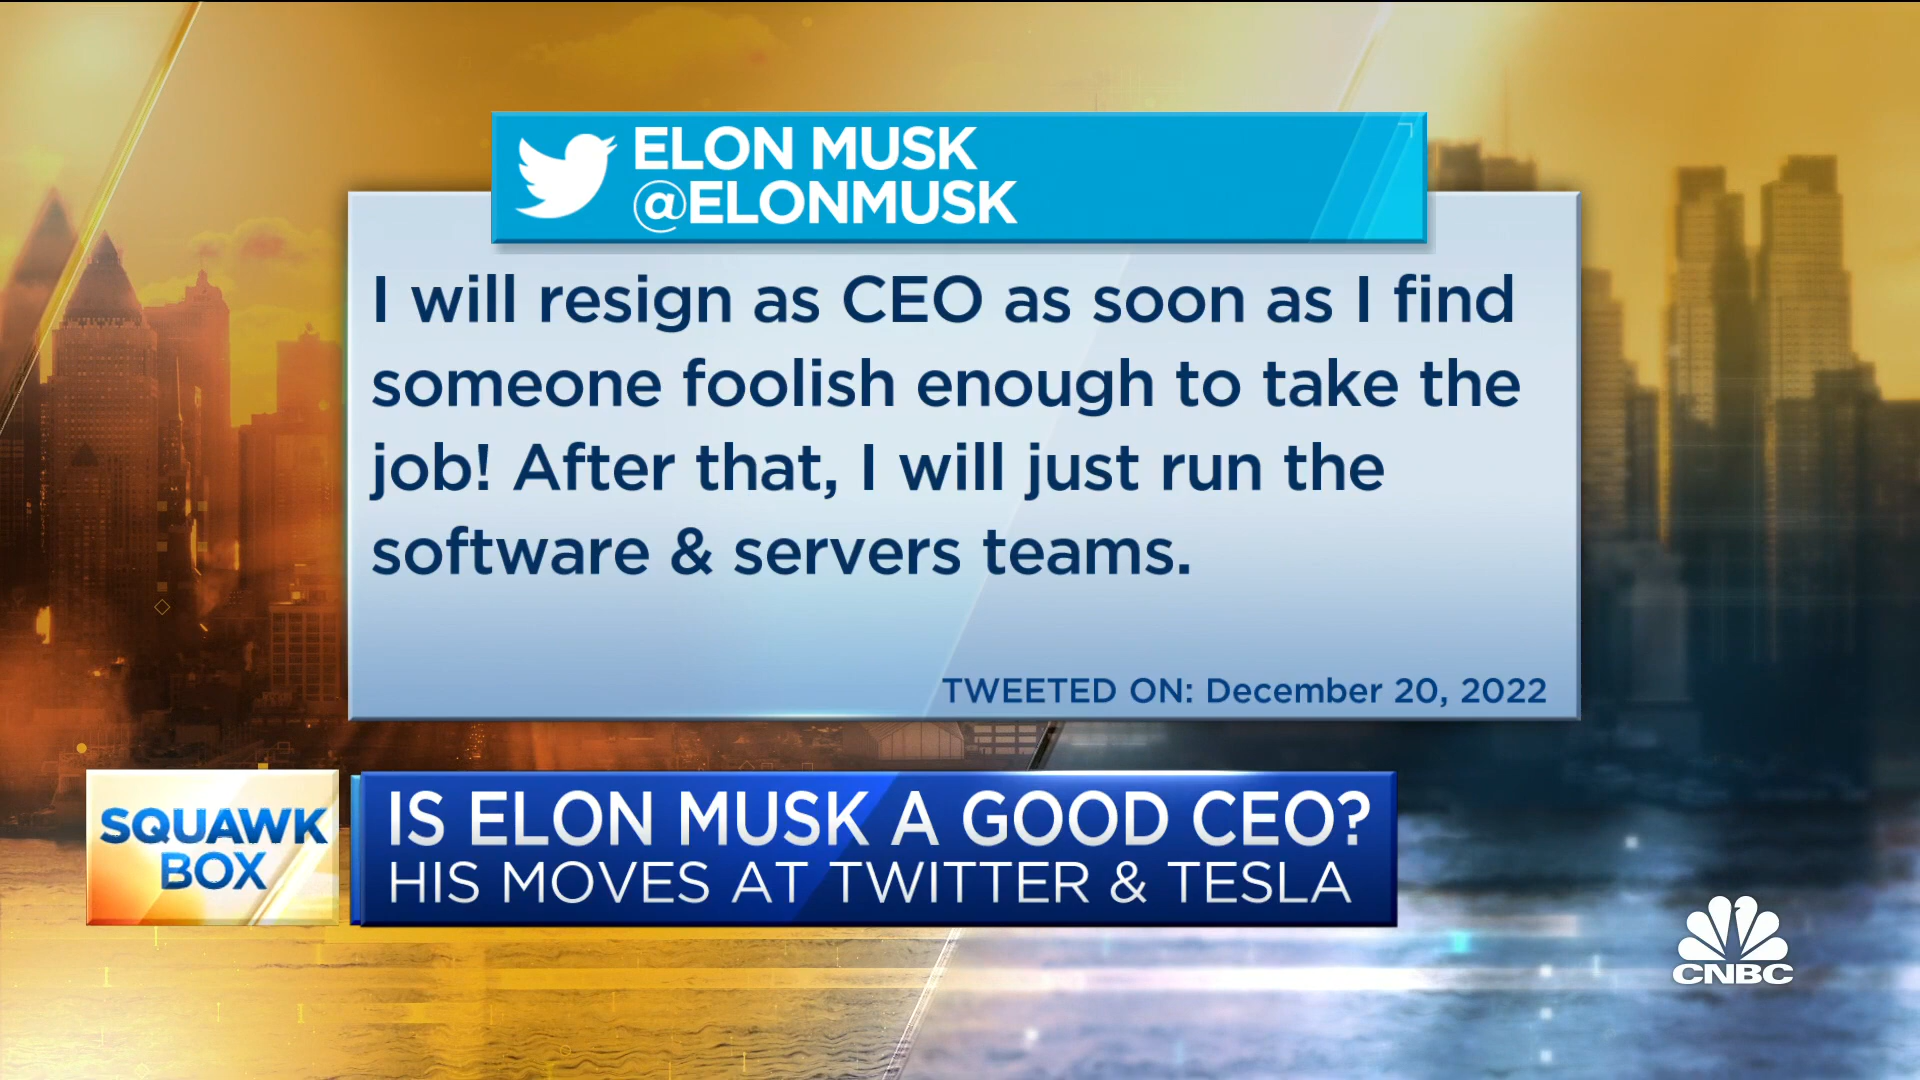 ELON MUSK
@ELONMUSK
I will resign as CEO as soon as I find
someone foolish enough to take the
job! After that, I will just run the
software & servers teams.
TWEETED ON: December 20, 2022
SQUAWK
BOX
IS ELON MUSK A GOOD CEO?
HIS MOVES AT TWITTER & TESLA
CNBC